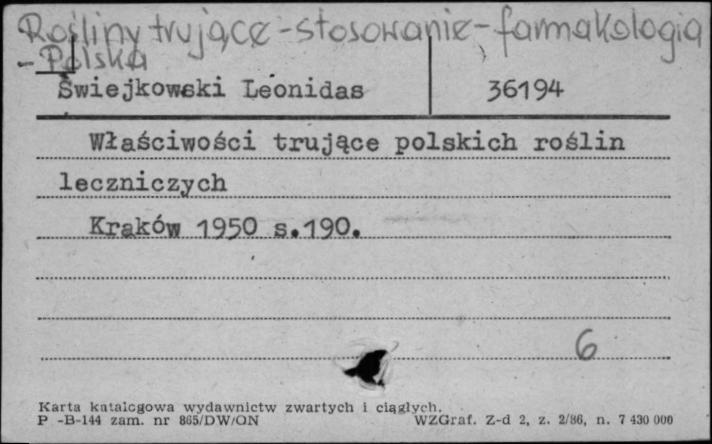 Rośliny trujące - stosowanie - farmakologia
- Polska
Świejkowski Leonidas 36194
Właściwości trujące polskich roślin
leczniczych
Kraków 1950 s.190.
6
Karta katalogowa wydawnictw zwartych i ciągłych.
P -B-144 zam. nr 865/DW/ON WZGraf. Z-d 2, z. 2/86, n. 7 430 000